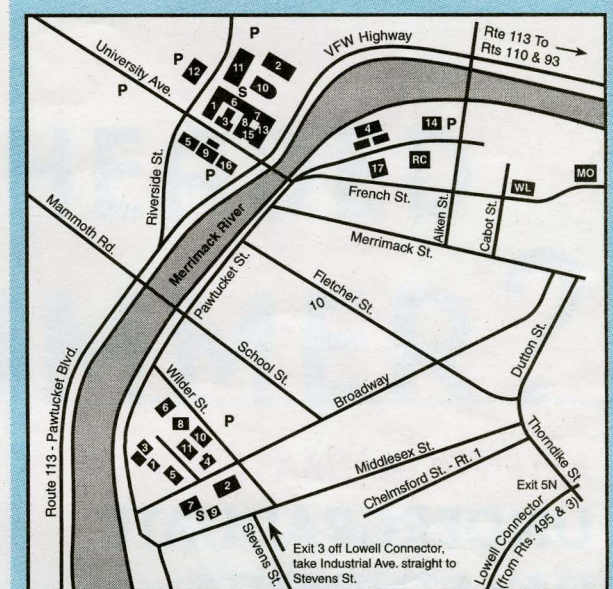 Rte 113 To
Rts 110 & 93
VFW Highway
University Ave.
P
P
P
12
11
2
S
10
6
1
3
7
8
13
15
5
9
16
P
Riverside St.
4
14
P
17
RC
WL
MO
French St.
Aiken St.
Cabot St.
Mammoth Rd.
Merrimack River
Merrimack St.
Pawtucket St.
Fletcher St.
10
Dutton St.
School St.
Broadway
Route 113 - Pawtucket Blvd.
Wilder St.
P
6
8
10
11
4
3
1
5
2
7
S
9
Middlesex St.
Chelmsford St. - Rt. 1
Thorndike St.
Exit 5N
Lowell Connector
(from Rts. 495 & 3)
Stevens St.
Exit 3 off Lowell Connector,
take Industrial Ave. straight to
Stevens St.